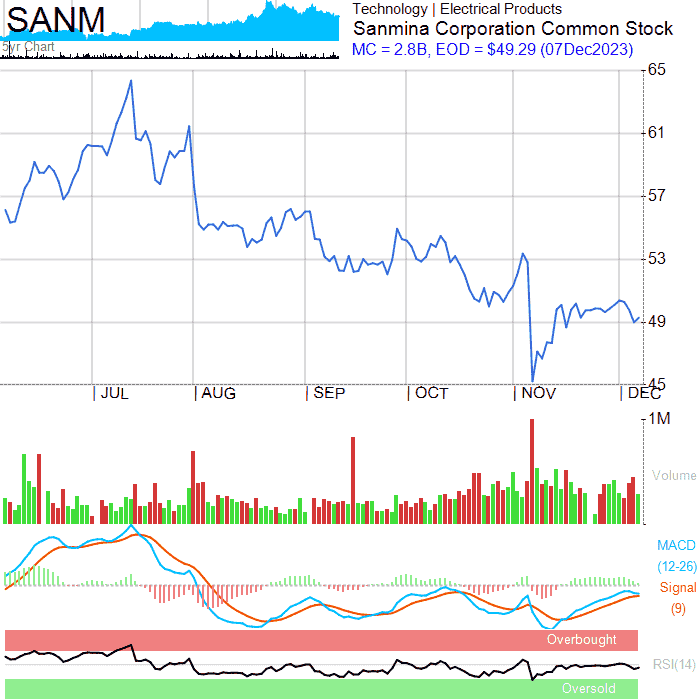 SANM
5yr Chart
Technology | Electrical Products
Sanmina Corporation Common Stock
MC = 2.8B, EOD = $49.29 (07Dec2023)
65
61
57
53
49
45
JUL AUG SEP OCT NOV DEC
1M
Volume
MACD
(12-26)
Signal
(9)
Overbought
RSI(14)
Oversold